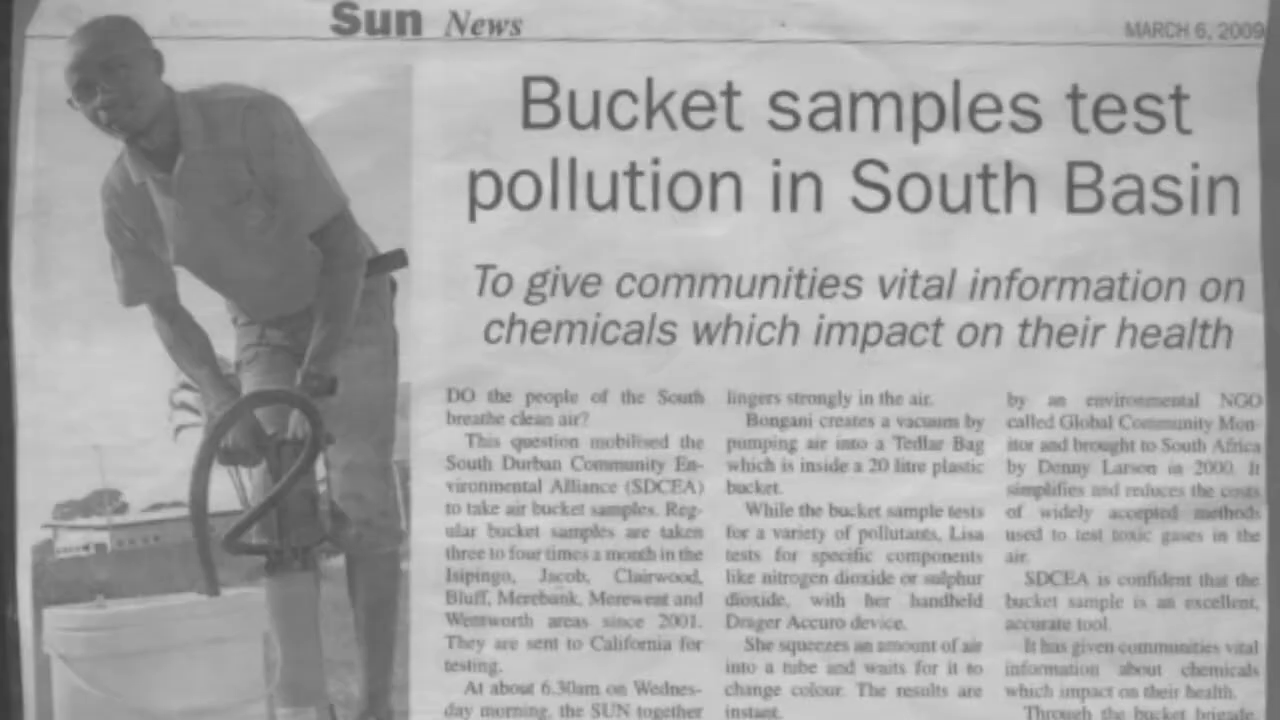 Sun News
MARCH 6, 2009
Bucket samples test
pollution in South Basin
To give communities vital information on
chemicals which impact on their health
DO the people of the South
breathe clean air?
This question mobilised the
South Durban Community En-
vironmental Alliance (SDCEA)
to take air bucket samples. Reg-
ular bucket samples are taken
three to four times a month in the
Isipingo, Jacob, Clairwood,
Bluff, Merebank, Merewent and
Wentworth areas since 2001.
They are sent to California for
testing.
At about 6.30am on Wednes-
day morning, the SUN together
lingers strongly in the air.
Bongani creates a vacuum by
pumping air into a Tedlar Bag
which is inside a 20 litre plastic
bucket.
While the bucket sample tests
for a variety of pollutants, Lisa
tests for specific components
like nitrogen dioxide or sulphur
dioxide, with her handheld
Drager Accuro device.
She squeezes an amount of air
into a tube and waits for it to
change colour. The results are
instant.
by an environmental NGO
called Global Community Mon-
itor and brought to South Africa
by Denny Larson in 2000. It
simplifies and reduces the costs
of widely accepted methods
used to test toxic gases in the
air.
SDCEA is confident that the
bucket sample is an excellent,
accurate tool.
It has given communities vital
information about chemicals
which impact on their health.
Through the bucket brigade,